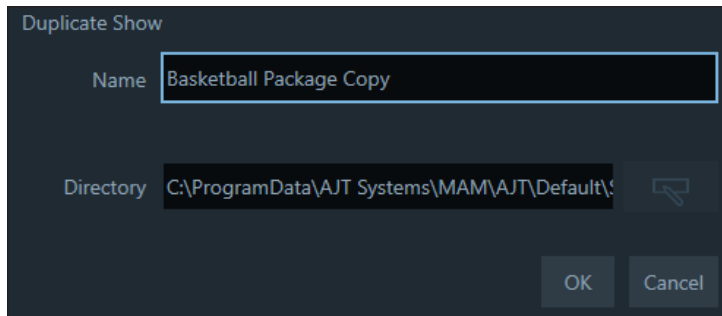 Duplicate Show
Name Basketball Package Copy
Directory C:\ProgramData\AJT Systems\MAM\AJT\Default\
OK Cancel